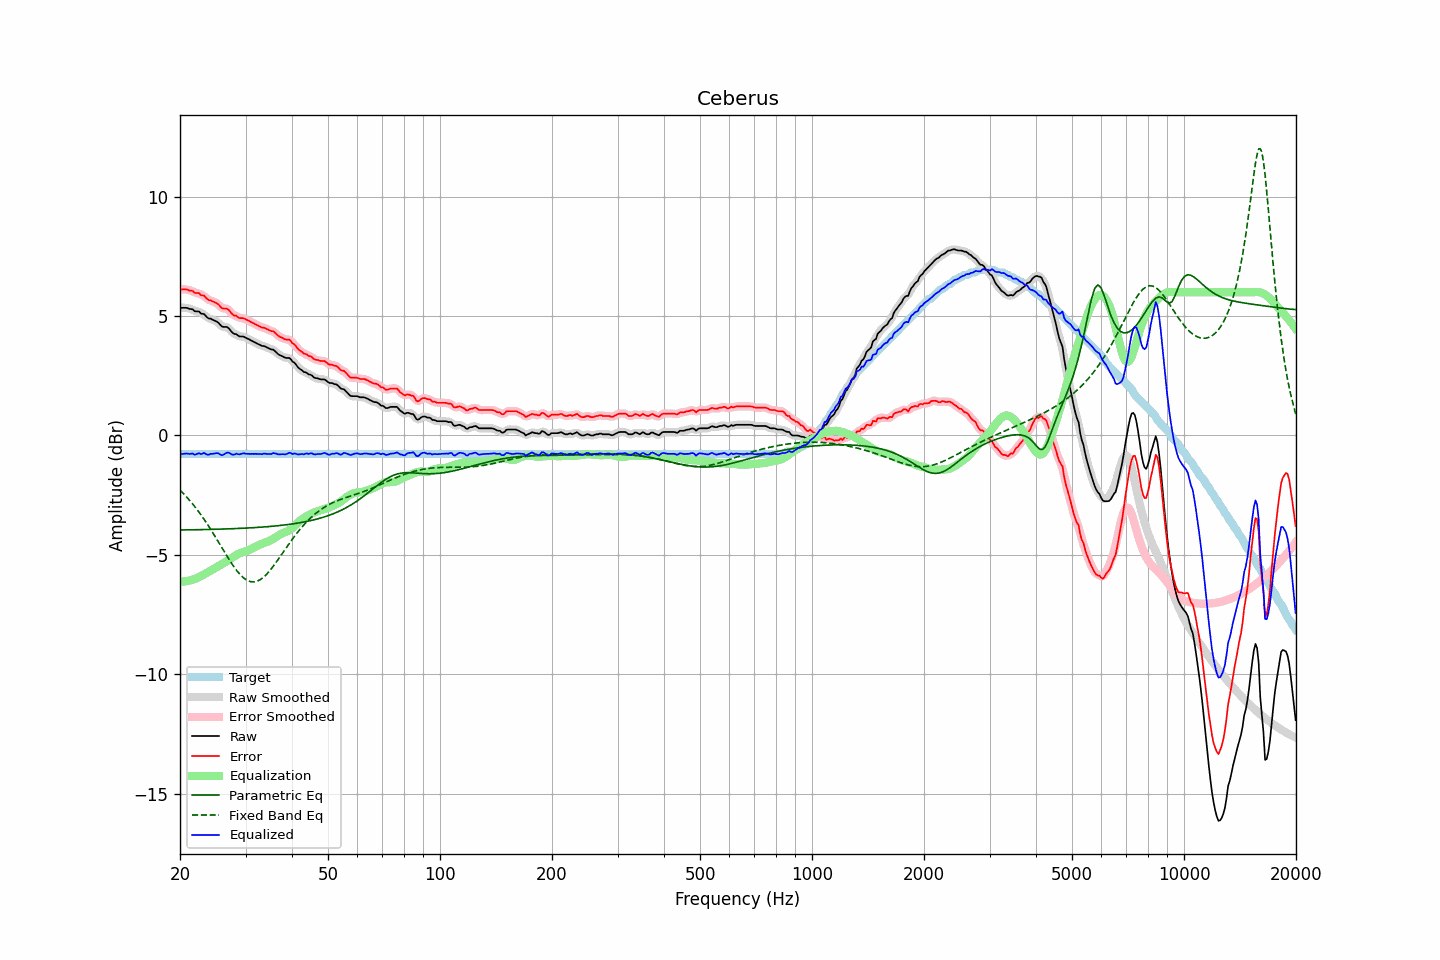 Ceberus
Amplitude (dBr)
10
5
0
−5
−10
−15
Target
Raw Smoothed
Error Smoothed
Raw
Error
Equalization
Parametric Eq
Fixed Band Eq
Equalized
20 50 100 200 500 1000 2000 5000 10000 20000
Frequency (Hz)